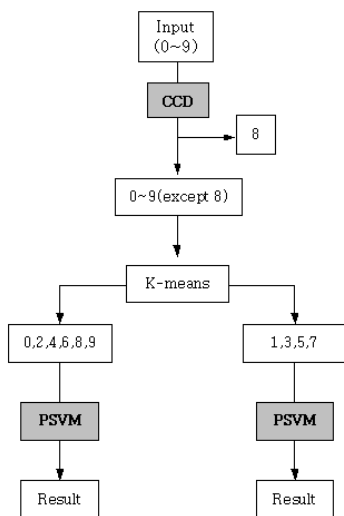 Input
(0~9)
CCD
8
0~9(except 8)
K-means
0,2,4,6,8,9
1,3,5,7
PSVM
PSVM
Result
Result